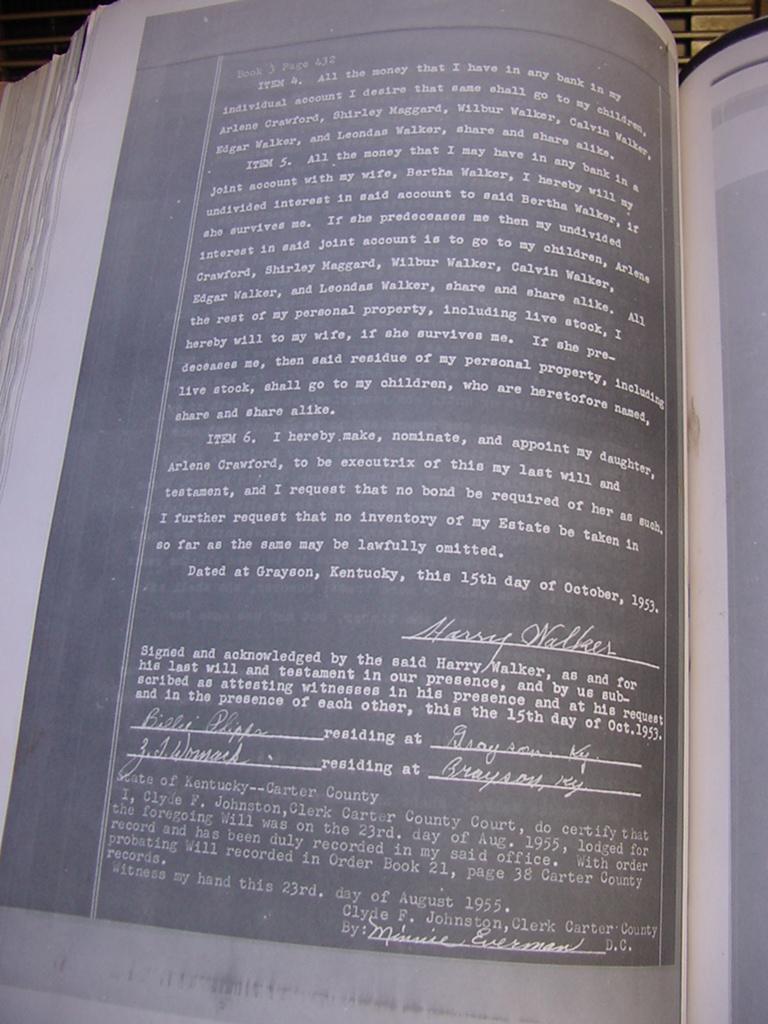 Book 3 Page 432
ITEM 4. All the money that I have in any bank in my
individual account I desire that same shall go to my children,
Arlene Crawford, Shirley Maggard, Wilbur Walker, Calvin Walker,
Edgar Walker, and Leondas Walker, share and share alike.
ITEM 5. All the money that I may have in any bank in a
joint account with my wife, Bertha Walker, I hereby will my
undivided interest in said account to said Bertha Walker, if
she survives me. If she predeceases me then my undivided
interest in said joint account is to go to my children, Arlene
Crawford, Shirley Maggard, Wilbur Walker, Calvin Walker,
Edgar Walker, and Leondas Walker, share and share alike. All
the rest of my personal property, including live stock, I
hereby will to my wife, if she survives me. If she pre-
deceases me, then said residue of my personal property, including
live stock, shall go to my children, who are heretofore named,
share and share alike.
ITEM 6. I hereby make, nominate, and appoint my daughter,
Arlene Crawford, to be executrix of this my last will and
testament, and I request that no bond be required of her as such.
I further request that no inventory of my Estate be taken in
so far as the same may be lawfully omitted.
Dated at Grayson, Kentucky, this 15th day of October, 1953.
Harry Walker
Signed and acknowledged by the said Harry Walker, as and for
his last will and testament in our presence, and by us sub-
scribed as attesting witnesses in his presence and at his request
and in the presence of each other, this the 15th day of Oct.1953.
Billy Phipps residing at Grayson, Ky.
Womack residing at Grayson, Ky
State of Kentucky--Carter County
I, Clyde F. Johnston,Clerk Carter County Court, do certify that
the foregoing Will was on the 23rd. day of Aug. 1955, lodged for
record and has been duly recorded in my said office. With order
probating Will recorded in Order Book 21, page 38 Carter County
records.
Witness my hand this 23rd. day of August 1955.
Clyde F. Johnston,Clerk Carter County
By: Minnie Everman D.C.